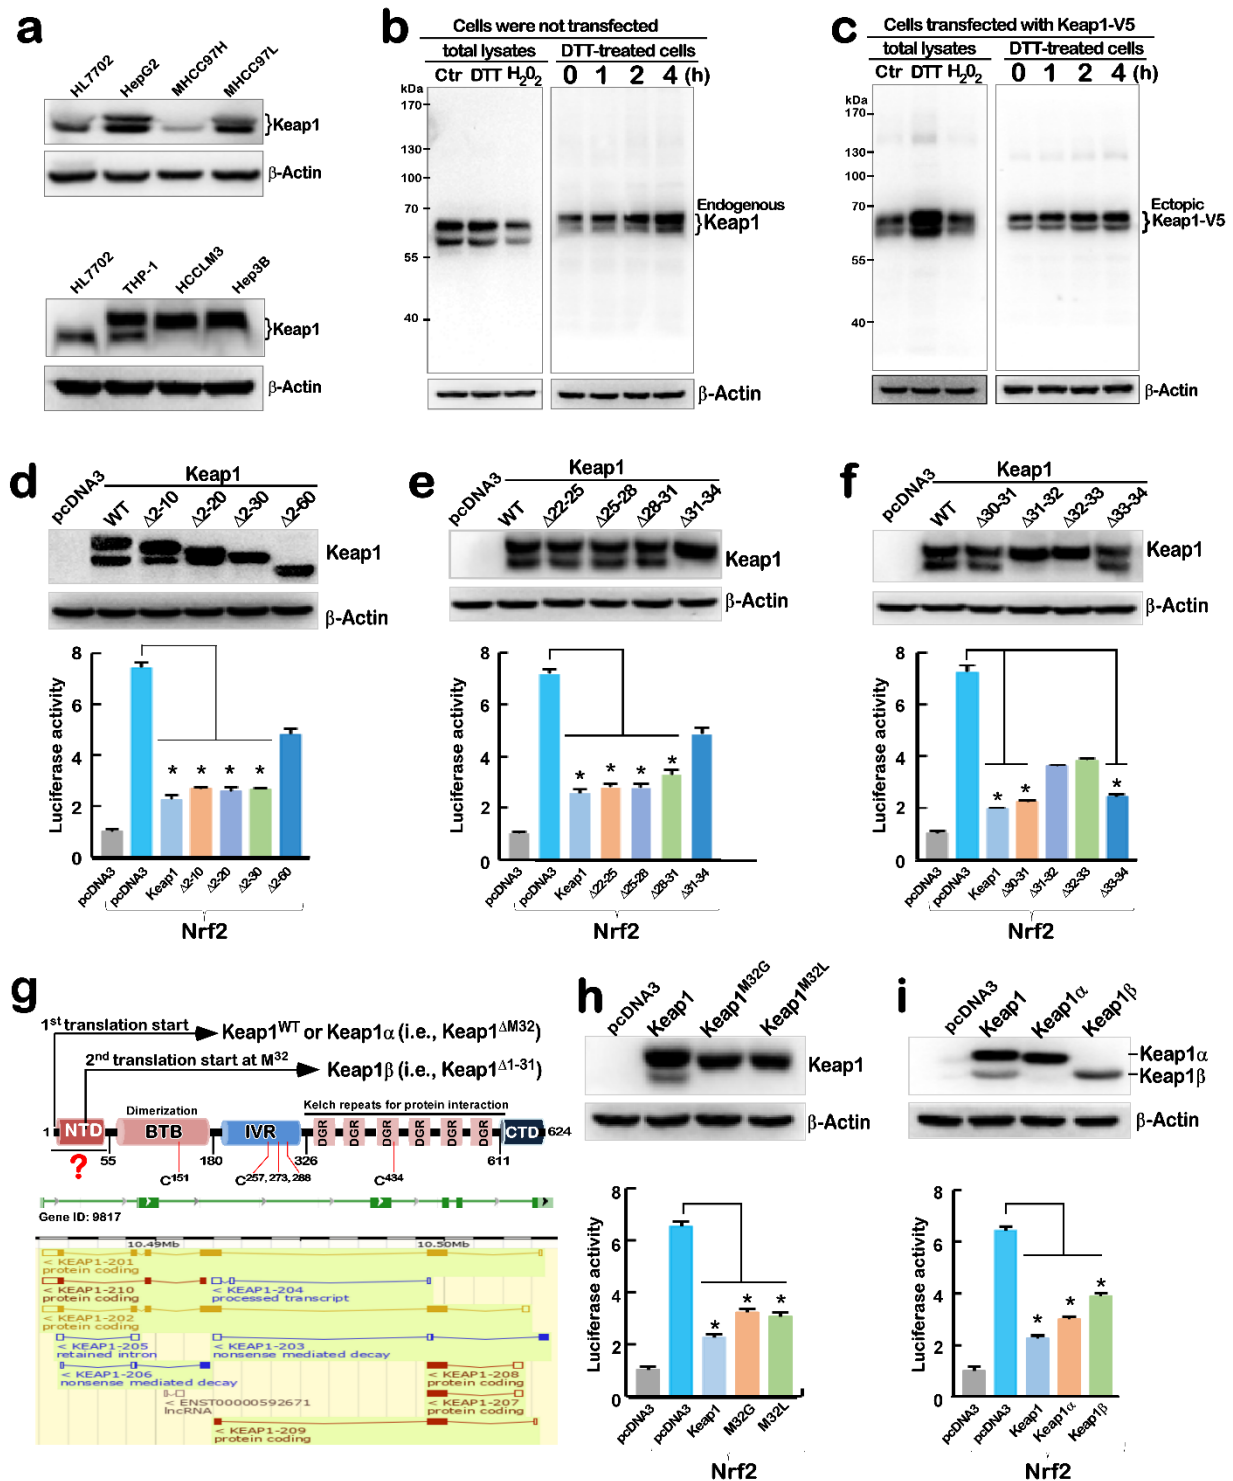 a
HL7702 HepG2 MHCC97H MHCC97L
Keap1
β-Actin
HL7702 THP-1 HCCLM3 Hep3B
Keap1
β-Actin
b
Cells were not transfected
total lysates DTT-treated cells
Ctr DTT H2O2 0 1 2 4 (h)
kDa
170
130
100
70
55
40
Endogenous
Keap1
β-Actin
c
Cells transfected with Keap1-V5
total lysates DTT-treated cells
Ctr DTT H2O2 0 1 2 4 (h)
kDa
170
130
100
70
55
40
Ectopic
Keap1-V5
β-Actin
d
Keap1
pcDNA3 WT Δ2-10 Δ2-20 Δ2-30 Δ2-60
Keap1
β-Actin
Luciferase activity
8
6
4
2
0
* * * *
pcDNA3 pcDNA3 Keap1 Δ2-10 Δ2-20 Δ2-30 Δ2-60
Nrf2
e
Keap1
pcDNA3 WT Δ22-25 Δ25-28 Δ28-31 Δ31-34
Keap1
β-Actin
Luciferase activity
8
6
4
2
0
* * * *
pcDNA3 pcDNA3 Keap1 Δ22-25 Δ25-28 Δ28-31 Δ31-34
Nrf2
f
Keap1
pcDNA3 WT Δ30-31 Δ31-32 Δ32-33 Δ33-34
Keap1
β-Actin
Luciferase activity
8
6
4
2
0
* * *
pcDNA3 pcDNA3 Keap1 Δ30-31 Δ31-32 Δ32-33 Δ33-34
Nrf2
g
1st translation start Keap1WT or Keap1α (i.e., Keap1ΔM32)
2nd translation start at M32
Keap1β (i.e., Keap1Δ1-31)
Dimerization Kelch repeats for protein interaction
1 NTD BTB IVR DGR DGR DGR DGR DGR DGR CTD 624
? 55 180 326 611
C151 C257, 273, 288 C434
Gene ID: 9817
10.49Mb 10.50Mb
< KEAP1-201
protein coding
< KEAP1-210 < KEAP1-204
protein coding processed transcript
< KEAP1-202
protein coding
< KEAP1-205 < KEAP1-203
retained intron nonsense mediated decay
< KEAP1-206 < KEAP1-208
nonsense mediated decay protein coding
< ENST00000592671 < KEAP1-207
lncRNA protein coding
< KEAP1-209
protein coding
h
pcDNA3 Keap1 Keap1M32G Keap1M32L
Keap1
β-Actin
Luciferase activity
8
6
4
2
0
* * *
pcDNA3 pcDNA3 Keap1 M32G M32L
Nrf2
i
pcDNA3 Keap1 Keap1α Keap1β
Keap1α
Keap1β
β-Actin
Luciferase activity
8
6
4
2
0
* * *
pcDNA3 pcDNA3 Keap1 Keap1α Keap1β
Nrf2